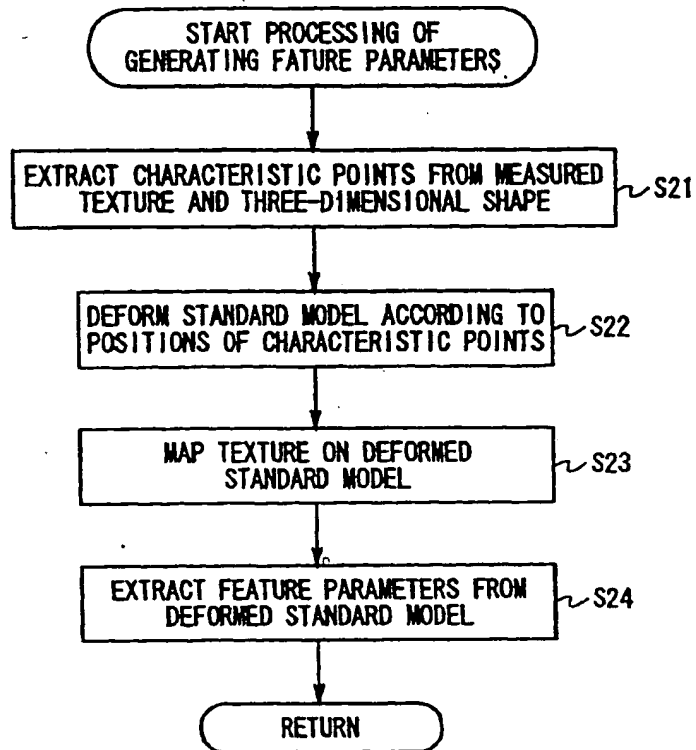 START PROCESSING OF
GENERATING FATURE PARAMETERS
EXTRACT CHARACTERISTIC POINTS FROM MEASURED
TEXTURE AND THREE-DIMENSIONAL SHAPE
S21
DEFORM STANDARD MODEL ACCORDING TO
POSITIONS OF CHARACTERISTIC POINTS
S22
MAP TEXTURE ON DEFORMED
STANDARD MODEL
S23
EXTRACT FEATURE PARAMETERS FROM
DEFORMED STANDARD MODEL
S24
RETURN